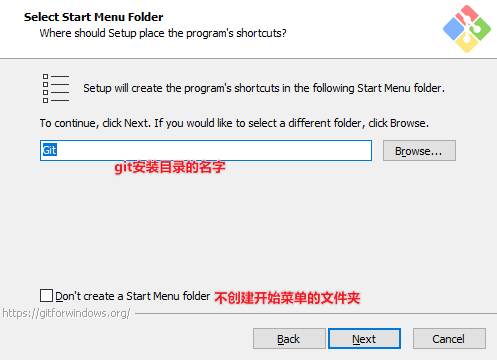 Select Start Menu Folder
Where should Setup place the program's shortcuts?
Setup will create the program's shortcuts in the following Start Menu folder.
To continue, click Next. If you would like to select a different folder, click Browse.
Git
Browse...
git安装目录的名字
Don't create a Start Menu folder 不创建开始菜单的文件夹
https://gitforwindows.org/
Back Next Cancel